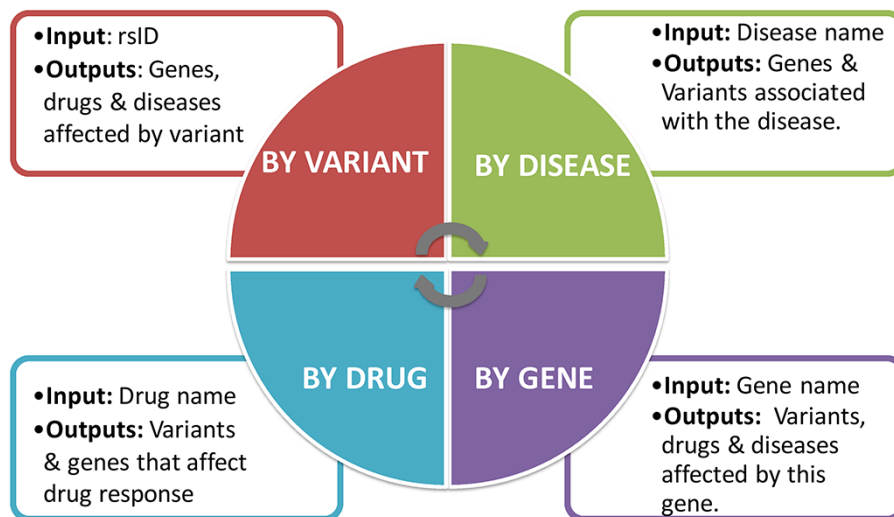 •Input: rsID
•Outputs: Genes,
drugs & diseases
affected by variant
•Input: Disease name
•Outputs: Genes &
Variants associated
with the disease.
BY VARIANT
BY DISEASE
BY DRUG
BY GENE
•Input: Drug name
•Outputs: Variants
& genes that affect
drug response
•Input: Gene name
•Outputs: Variants,
drugs & diseases
affected by this
gene.